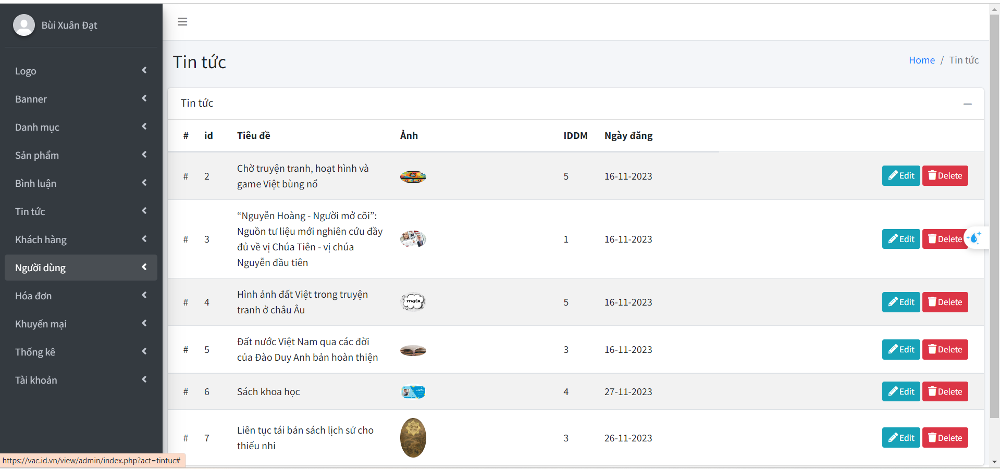 Bùi Xuân Đạt
Logo
Banner
Danh mục
Sản phẩm
Bình luận
Tin tức
Khách hàng
Người dùng
Hóa đơn
Khuyến mại
Thống kê
Tài khoản
Tin tức
Home / Tin tức
Tin tức
# id Tiêu đề Ảnh IDDM Ngày đăng
# 2 Chờ truyện tranh, hoạt hình và
game Việt bùng nổ
5 16-11-2023 Edit Delete
# 3 “Nguyễn Hoàng - Người mở cõi”:
Nguồn tư liệu mới nghiên cứu đầy
đủ về vị Chúa Tiên - vị chúa
Nguyễn đầu tiên
1 16-11-2023 Edit Delete
# 4 Hình ảnh đất Việt trong truyện
tranh ở châu Âu
Truyện
5 16-11-2023 Edit Delete
# 5 Đất nước Việt Nam qua các đời
của Đào Duy Anh bản hoàn thiện
3 16-11-2023 Edit Delete
# 6 Sách khoa học 4 27-11-2023 Edit Delete
# 7 Liên tục tái bản sách lịch sử cho
thiếu nhi
3 26-11-2023 Edit Delete
https://vac.id.vn/view/admin/index.php?act=tintuc#